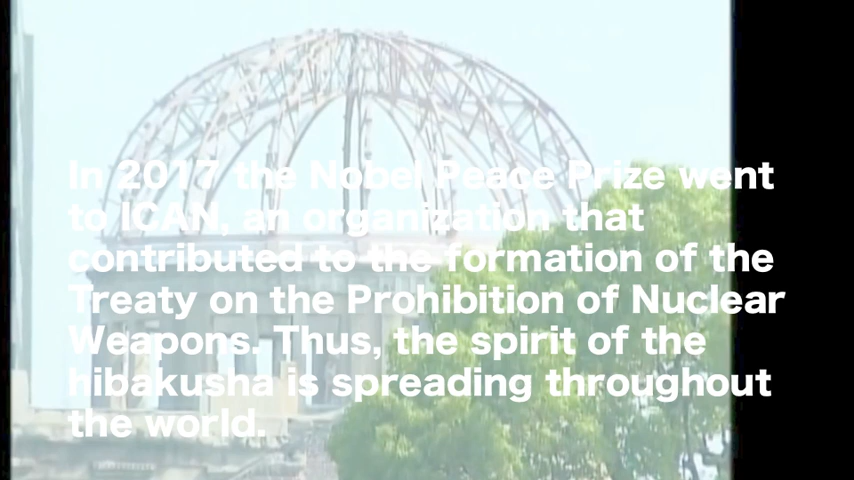 In 2017 the Nobel Peace Prize went
to ICAN, an organization that
contributed to the formation of the
Treaty on the Prohibition of Nuclear
Weapons. Thus, the spirit of the
hibakusha is spreading throughout
the world.